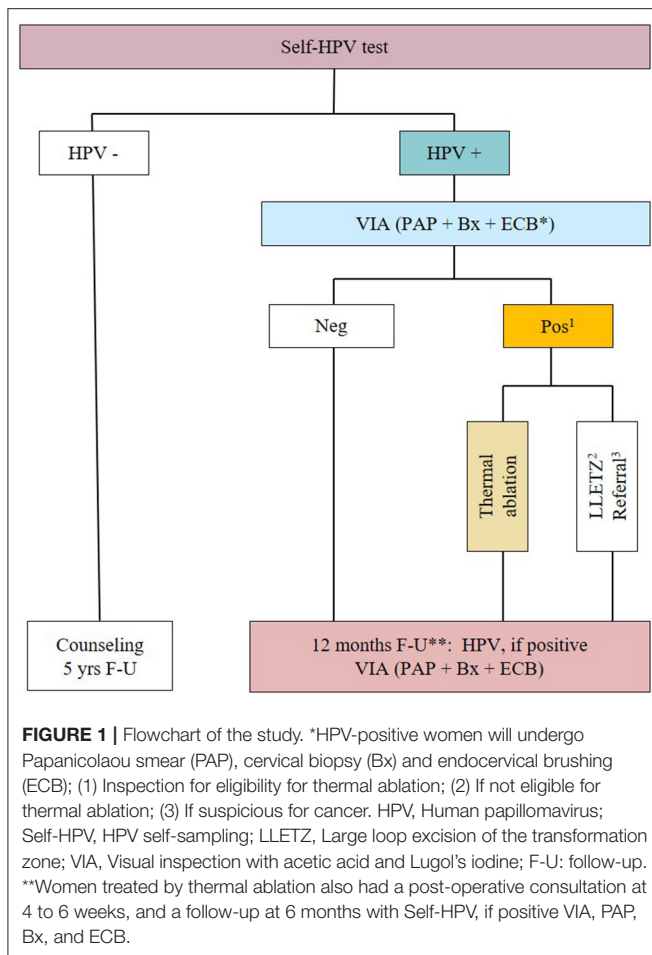 Self-HPV test
HPV -
HPV +
VIA (PAP + Bx + ECB*)
Neg
Pos¹
Thermal
ablation
LLETZ²
Referral³
Counseling
5 yrs F-U
12 months F-U**: HPV, if positive
VIA (PAP + Bx + ECB)
FIGURE 1 | Flowchart of the study. *HPV-positive women will undergo
Papanicolaou smear (PAP), cervical biopsy (Bx) and endocervical brushing
(ECB); (1) Inspection for eligibility for thermal ablation; (2) If not eligible for
thermal ablation; (3) If suspicious for cancer. HPV, Human papillomavirus;
Self-HPV, HPV self-sampling; LLETZ, Large loop excision of the transformation
zone; VIA, Visual inspection with acetic acid and Lugol's iodine; F-U: follow-up.
**Women treated by thermal ablation also had a post-operative consultation at
4 to 6 weeks, and a follow-up at 6 months with Self-HPV, if positive VIA, PAP,
Bx, and ECB.